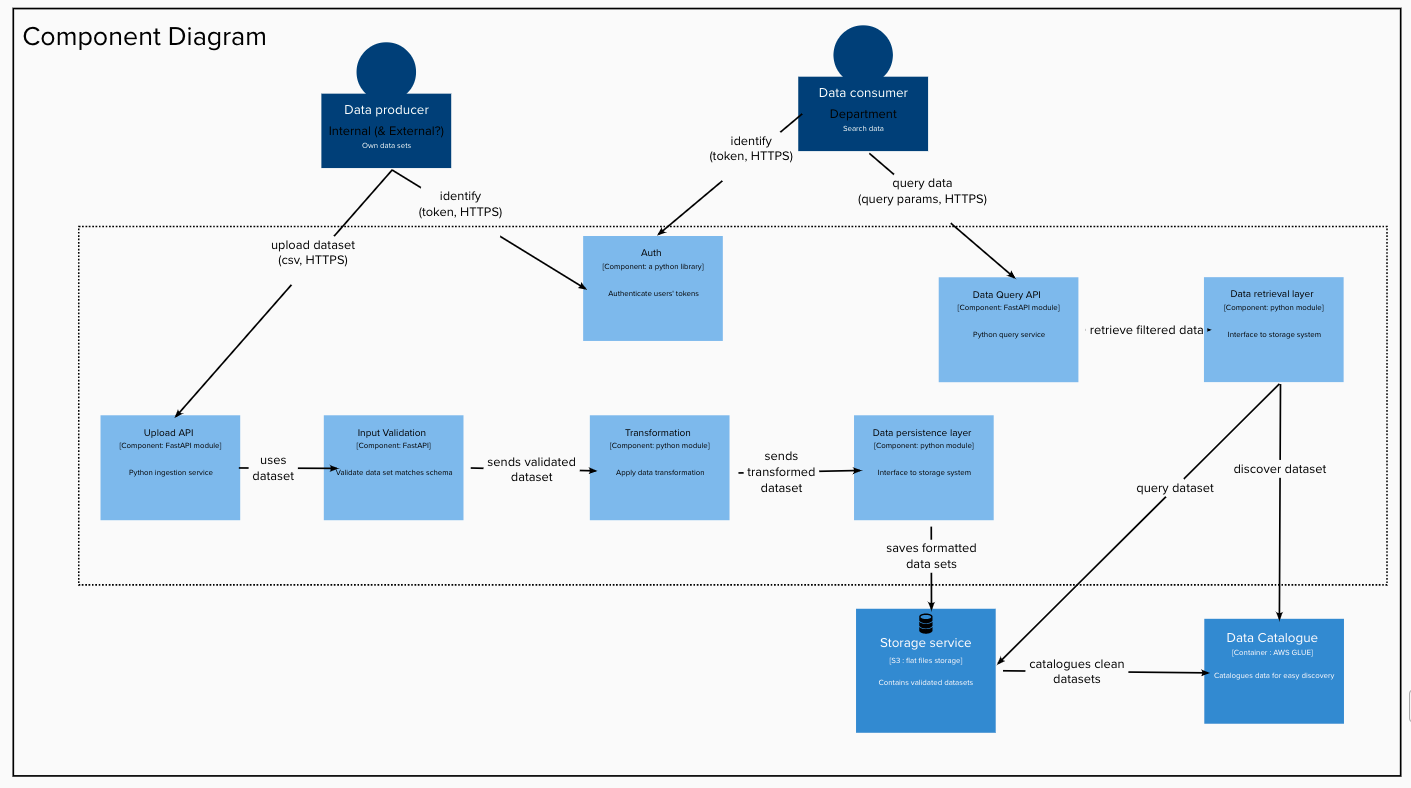 Component Diagram
Data producer
Internal (& External?)
Own data sets
Data consumer
Department
Search data
identify
(token, HTTPS)
identify
(token, HTTPS)
query data
(query params, HTTPS)
upload dataset
(csv, HTTPS)
Auth
[Component: a python library]
Authenticate users' tokens
Data Query API
[Component: FastAPI module]
Python query service
retrieve filtered data
Data retrieval layer
[Component: python module]
Interface to storage system
Upload API
[Component: FastAPI module]
Python ingestion service
uses
dataset
Input Validation
[Component: FastAPI]
Validate data set matches schema
sends validated
dataset
Transformation
[Component: python module]
Apply data transformation
sends
transformed
dataset
Data persistence layer
[Component: python module]
Interface to storage system
query dataset
discover dataset
saves formatted
data sets
Storage service
[S3 : flat files storage]
Contains validated datasets
catalogues clean
datasets
Data Catalogue
[Container : AWS GLUE]
Catalogues data for easy discovery